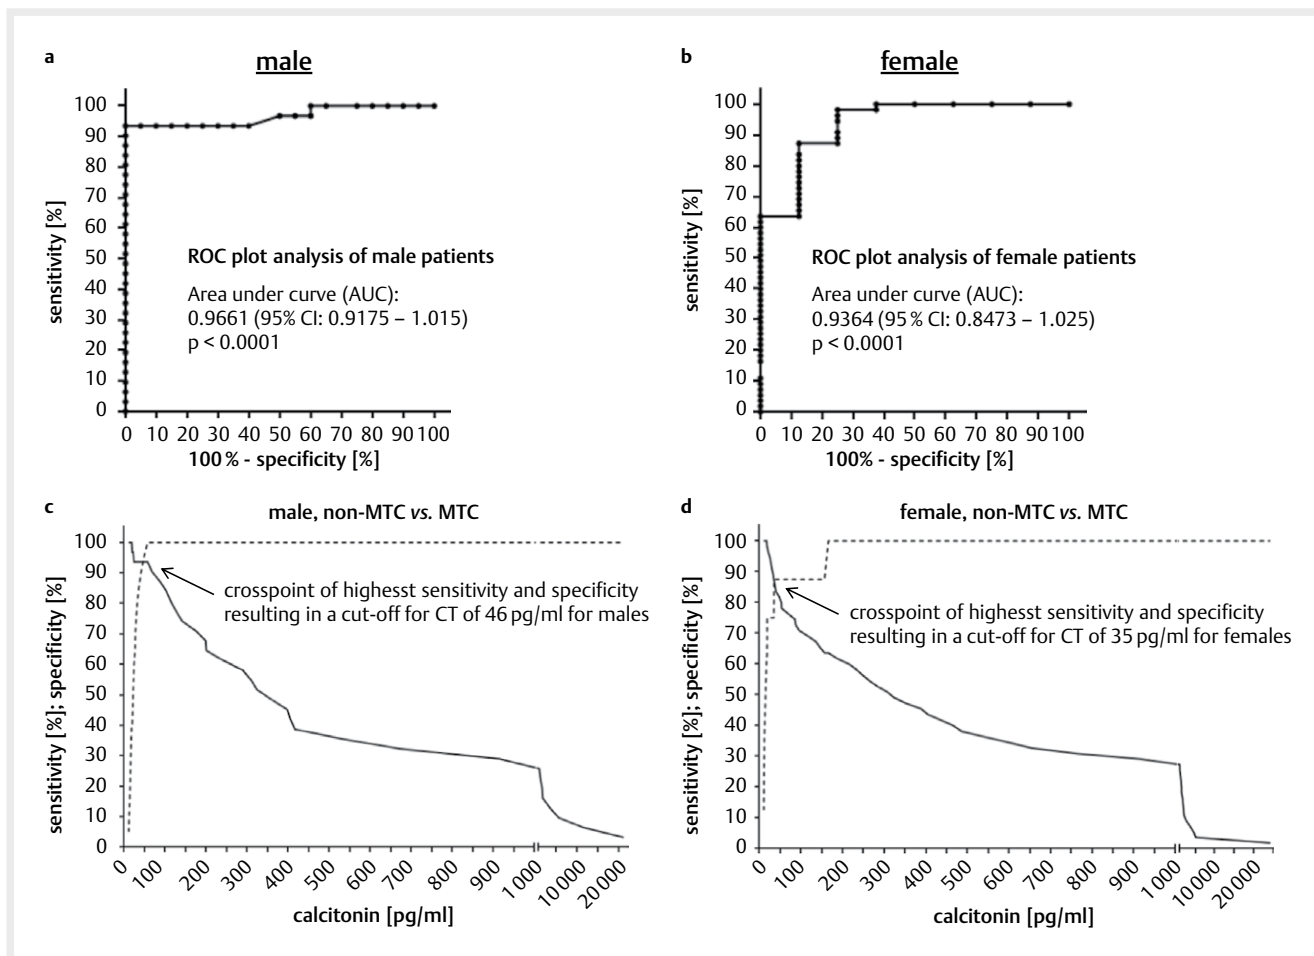 a
male
100
90
80
70
60
50
40
30
20
10
0
sensitivity [%]
ROC plot analysis of male patients
Area under curve (AUC):
0.9661 (95% CI: 0.9175 – 1.015)
p < 0.0001
0 10 20 30 40 50 60 70 80 90 100
100% - specificity [%]
b
female
100
90
80
70
60
50
40
30
20
10
0
sensitivity [%]
ROC plot analysis of female patients
Area under curve (AUC):
0.9364 (95% CI: 0.8473 – 1.025)
p < 0.0001
0 10 20 30 40 50 60 70 80 90 100
100% - specificity [%]
c
male, non-MTC vs. MTC
100
90
80
70
60
50
40
30
20
10
0
sensitivity [%]; specificity [%]
crosspoint of highesst sensitivity and specificity
resulting in a cut-off for CT of 46 pg/ml for males
0 100 200 300 400 500 600 700 800 900 1000 10000 20000
calcitonin [pg/ml]
d
female, non-MTC vs. MTC
100
90
80
70
60
50
40
30
20
10
0
sensitivity [%]; specificity [%]
crosspoint of highesst sensitivity and specificity
resulting in a cut-off for CT of 35 pg/ml for females
0 100 200 300 400 500 600 700 800 900 1000 10000 20000
calcitonin [pg/ml]